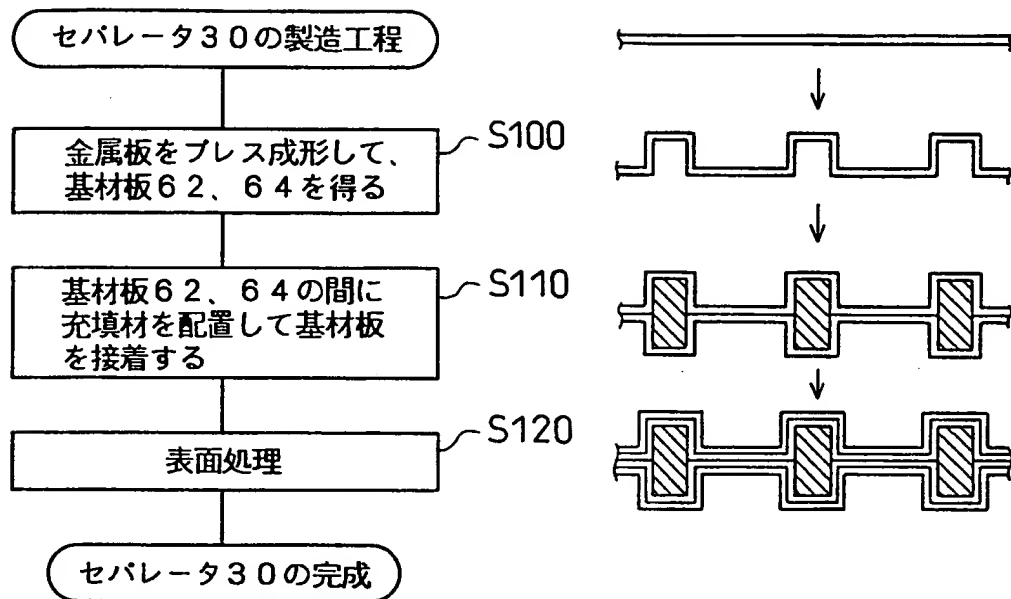 セパレータ３０の製造工程
金属板をプレス成形して、
基材板６２、６４を得る
S100
基材板６２、６４の間に
充填材を配置して基材板
を接着する
S110
表面処理
S120
セパレータ３０の完成